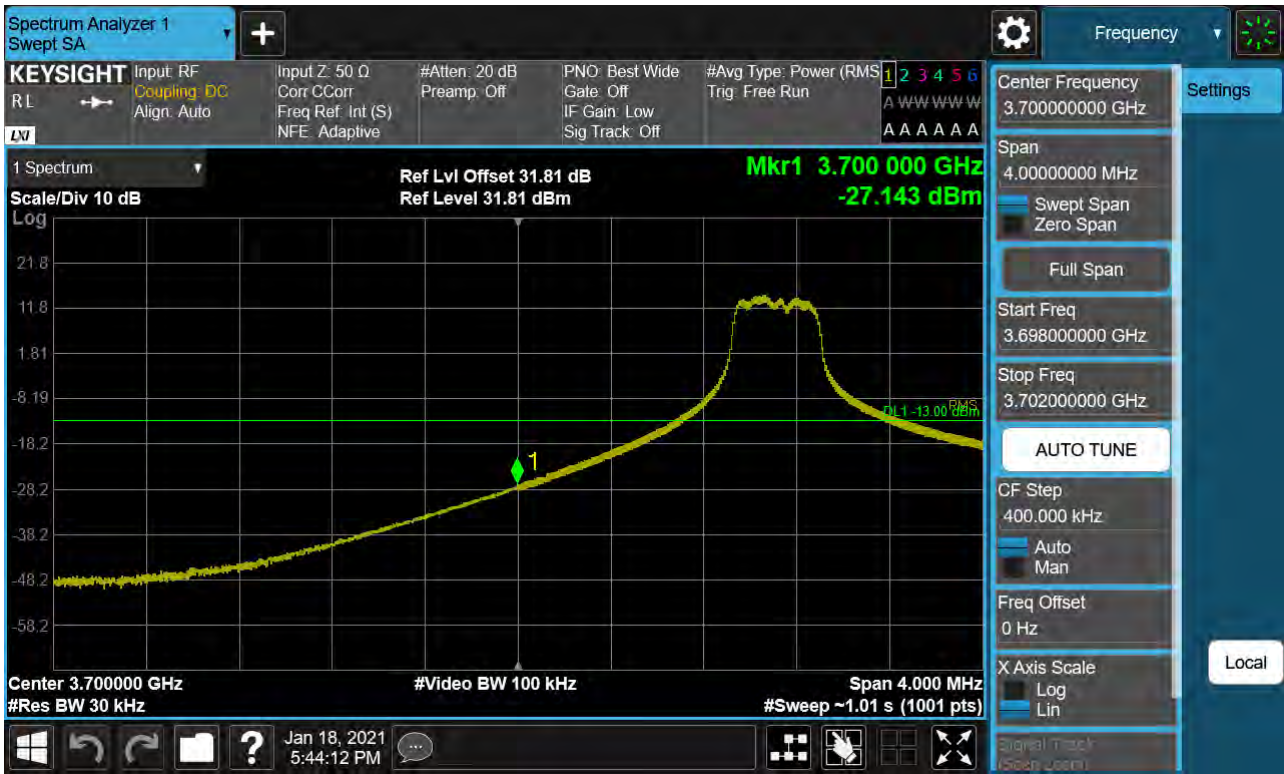 Spectrum Analyzer 1
Swept SA
+
Frequency
KEYSIGHT
RL
LXI
Input: RF
Coupling: DC
Align: Auto
Input Z: 50 Ω
Corr CCorr
Freq Ref: Int (S)
NFE: Adaptive
#Atten: 20 dB
Preamp: Off
PNO: Best Wide
Gate: Off
IF Gain: Low
Sig Track: Off
#Avg Type: Power (RMS
Trig: Free Run
1 2 3 4 5 6
A W W W W W
A A A A A A
1 Spectrum
Scale/Div 10 dB
Log
Ref Lvl Offset 31.81 dB
Ref Level 31.81 dBm
Mkr1 3.700 000 GHz
-27.143 dBm
21.8
11.8
1.81
-8.19
-18.2
-28.2
-38.2
-48.2
-58.2
RMS
DL1 -13.00 dBm
1
Center 3.700000 GHz
#Res BW 30 kHz
#Video BW 100 kHz
Span 4.000 MHz
#Sweep ~1.01 s (1001 pts)
Center Frequency
3.700000000 GHz
Settings
Span
4.00000000 MHz
Swept Span
Zero Span
Full Span
Start Freq
3.698000000 GHz
Stop Freq
3.702000000 GHz
AUTO TUNE
CF Step
400.000 kHz
Auto
Man
Freq Offset
0 Hz
X Axis Scale
Log
Lin
Local
Signal Track
(Span Zoom)
?
Jan 18, 2021
5:44:12 PM